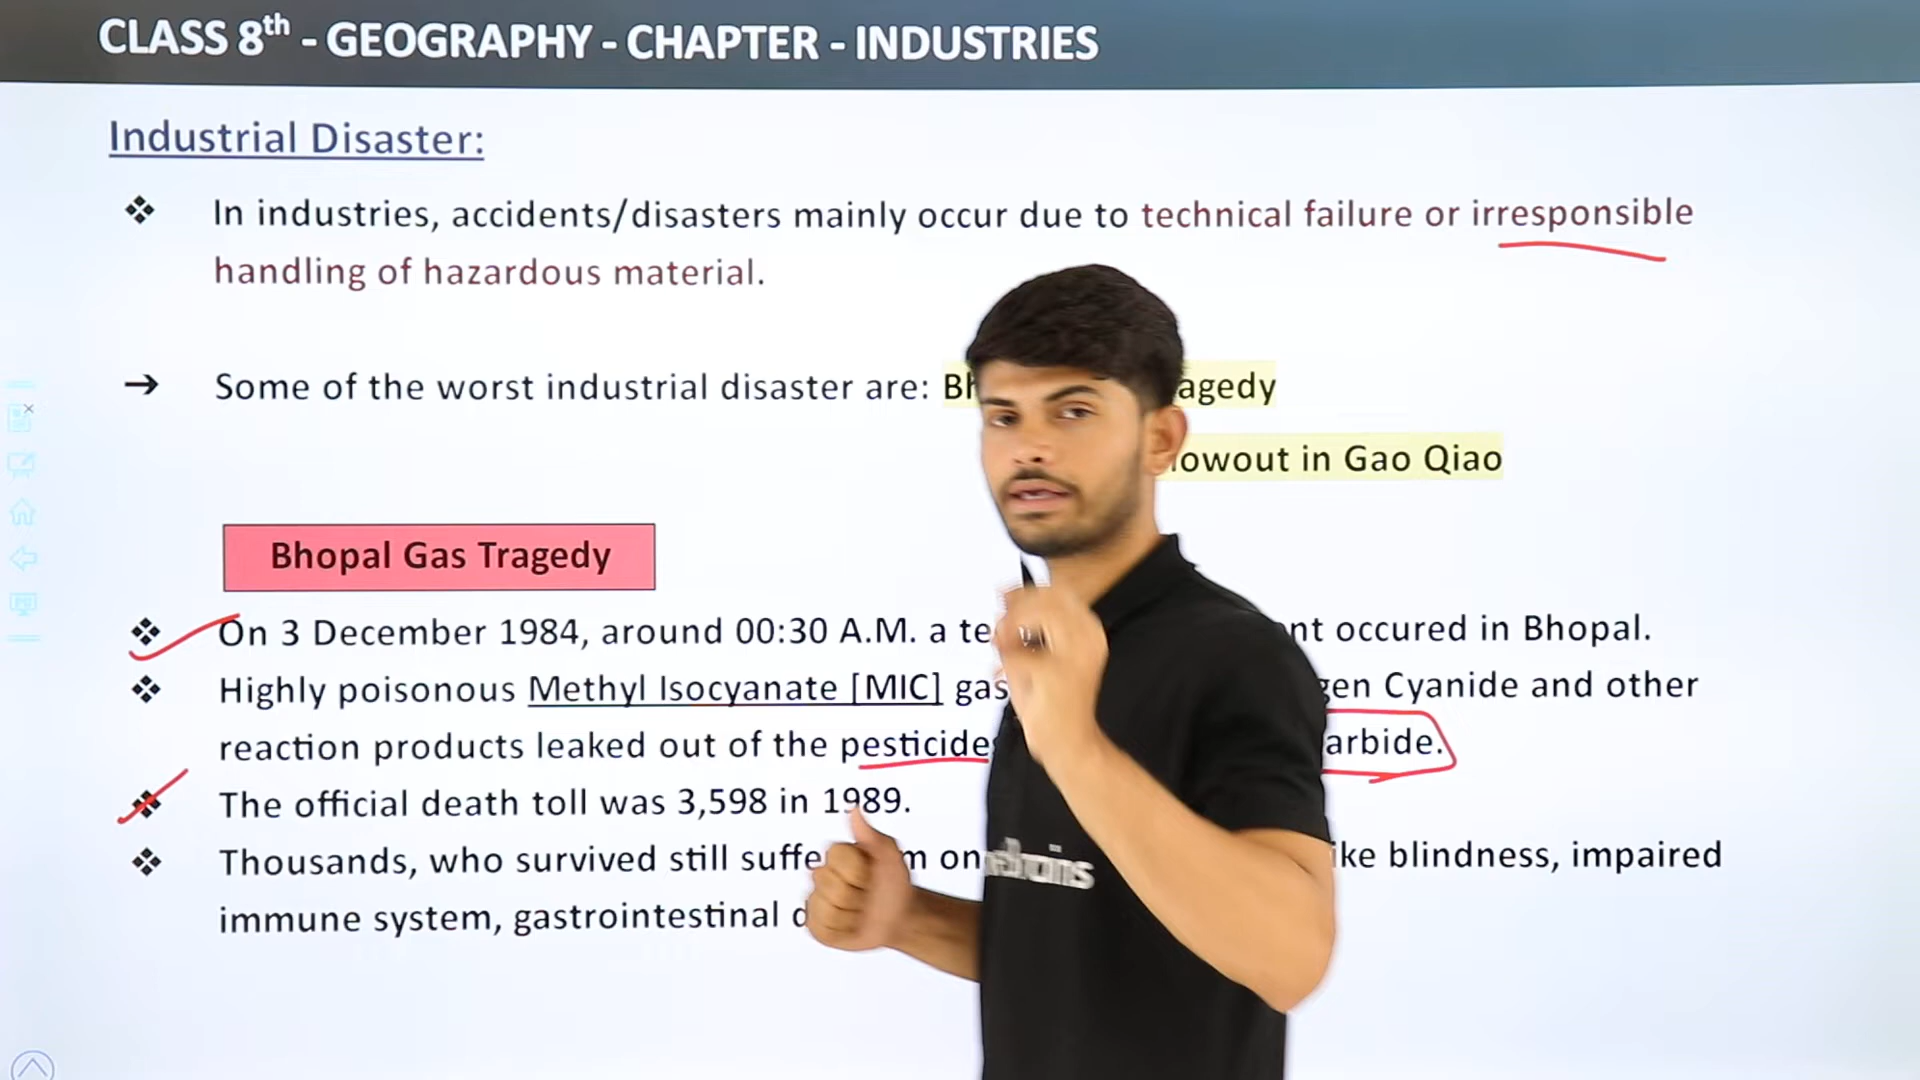 CLASS 8th - GEOGRAPHY - CHAPTER - INDUSTRIES
Industrial Disaster:
❖ In industries, accidents/disasters mainly occur due to technical failure or irresponsible
handling of hazardous material.
➔ Some of the worst industrial disaster are: Bh agedy
lowout in Gao Qiao
Bhopal Gas Tragedy
❖ On 3 December 1984, around 00:30 A.M. a te nt occured in Bhopal.
❖ Highly poisonous Methyl Isocyanate [MIC] gas gen Cyanide and other
reaction products leaked out of the pesticide arbide.
❖ The official death toll was 3,598 in 1989.
❖ Thousands, who survived still suffe m on ike blindness, impaired
immune system, gastrointestinal d